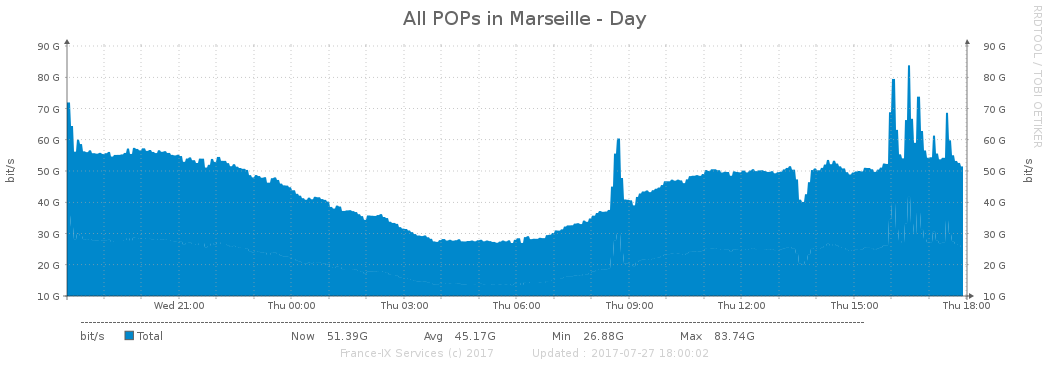 All POPs in Marseille - Day
RRDTOOL / TOBI OETIKER
bit/s
90 G 90 G
80 G 80 G
70 G 70 G
60 G 60 G
50 G 50 G
40 G 40 G
30 G 30 G
20 G 20 G
10 G 10 G
bit/s
Wed 21:00 Thu 00:00 Thu 03:00 Thu 06:00 Thu 09:00 Thu 12:00 Thu 15:00 Thu 18:00
bit/s Total Now 51.39G Avg 45.17G Min 26.88G Max 83.74G
France-IX Services (c) 2017 Updated : 2017-07-27 18:00:02